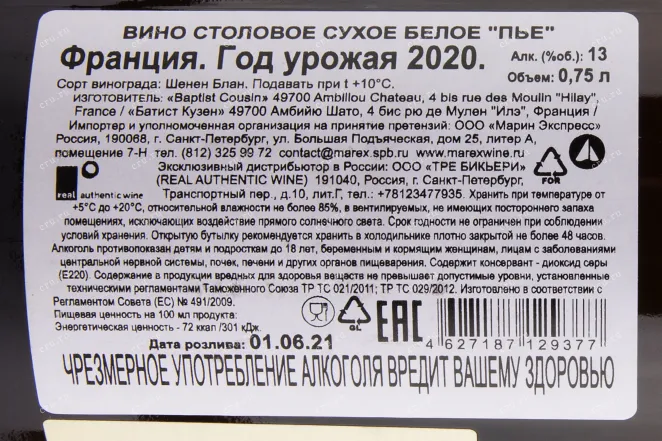 ВИНО СТОЛОВОЕ СУХОЕ БЕЛОЕ "ПЬЕ"
Франция. Год урожая 2020.
Алк. (%об.): 13
Объем: 0,75 л
Сорт винограда: Шенен Блан. Подавать при t +10°C.
ИЗГОТОВИТЕЛЬ: «Baptist Cousin» 49700 Ambillou Chateau, 4 bis rue des Moulin "Hilay",
France / «Батист Кузен» 49700 Амбийю Шато, 4 бис рю де Мулен "Илэ", Франция /
Импортер и уполномоченная организация на принятие претензий: ООО «Марин Экспресс»
Россия, 190068, г. Санкт-Петербург, ул. Большая Подъяческая, дом 25, литер А,
помещение 7-Н тел. (812) 325 99 72 contact@marex.spb.ru www.marexwine.ru
Эксклюзивный дистрибьютор в России: ООО «ТРЕ БИКЬЕРИ»
(REAL AUTHENTIC WINE) 191040, Россия, г. Санкт-Петербург,
FOR
real authentic wine
Транспортный пер., д.10, лит.Г, тел.: +78123477935. Хранить при температуре от
+5°C до +20°C, относительной влажности не более 85%, в вентилируемых, не имеющих постороннего запаха
помещениях, исключающих воздействие прямого солнечного света. Срок годности не ограничен при соблюдении
условий хранения. Открытую бутылку рекомендуется хранить в холодильнике плотно закрытой не более 48 часов.
Алкоголь противопоказан детям и подросткам до 18 лет, беременным и кормящим женщинам, лицам с заболеваниями
центральной нервной системы, почек, печени и других органов пищеварения. Содержит консервант - диоксид серы
(Е220). Содержание в продукции вредных для здоровья веществ не превышает допустимые уровни, установленные
техническими регламентами Таможенного Союза ТР ТС 021/2011; ТР ТС 029/2012. Изготовлено в соответствии с
Регламентом Совета (ЕС) № 491/2009.
Пищевая ценность на 100 мл продукта:
Энергетическая ценность - 72 ккал /301 кДж.
GL
EAC
Дата розлива: 01.06.21
4 627187 129377
ЧРЕЗМЕРНОЕ УПОТРЕБЛЕНИЕ АЛКОГОЛЯ ВРЕДИТ ВАШЕМУ ЗДОРОВЬЮ